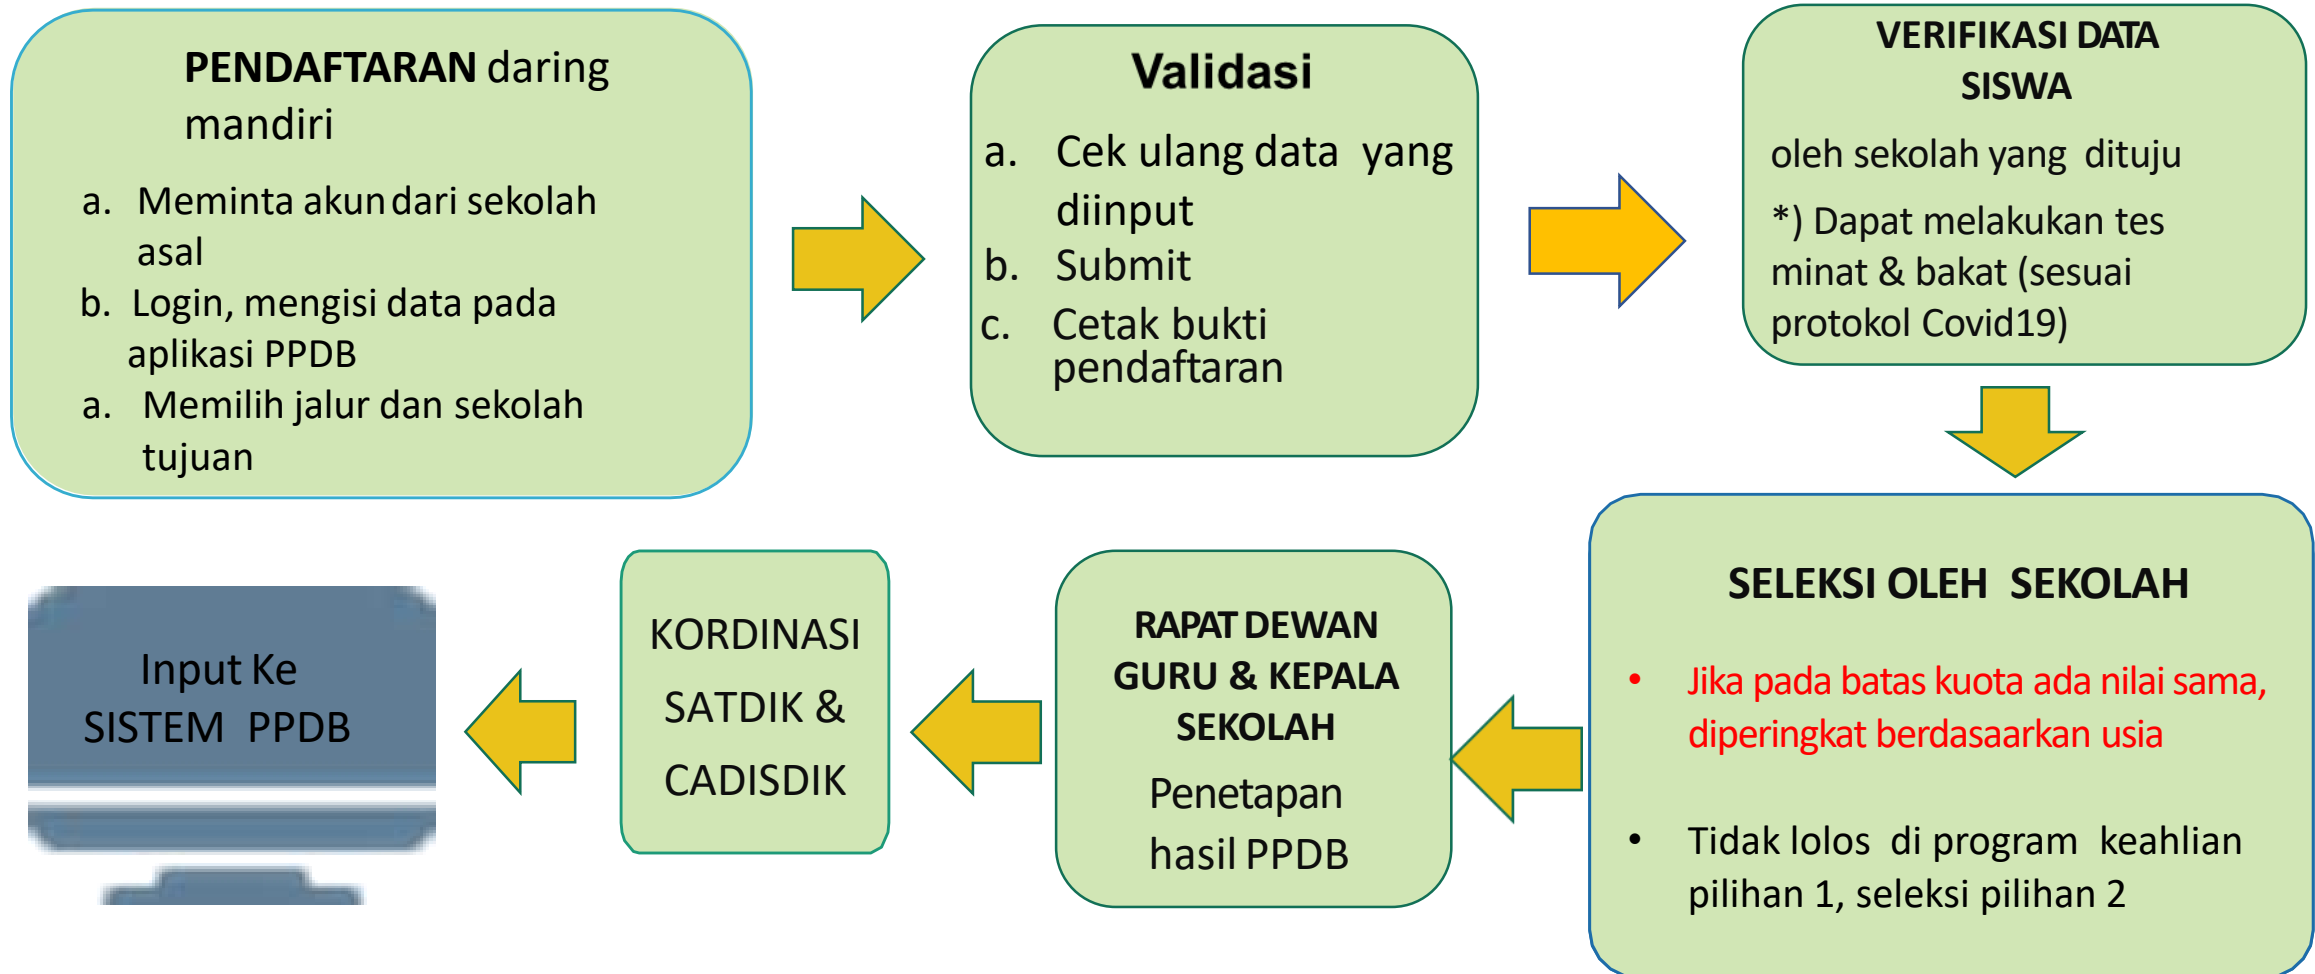 PENDAFTARAN daring
mandiri
a. Meminta akun dari sekolah
asal
b. Login, mengisi data pada
aplikasi PPDB
a. Memilih jalur dan sekolah
tujuan
Validasi
a. Cek ulang data yang
diinput
b. Submit
c. Cetak bukti
pendaftaran
VERIFIKASI DATA
SISWA
oleh sekolah yang dituju
*) Dapat melakukan tes
minat & bakat (sesuai
protokol Covid19)
SELEKSI OLEH SEKOLAH
• Jika pada batas kuota ada nilai sama,
diperingkat berdasaarkan usia
• Tidak lolos di program keahlian
pilihan 1, seleksi pilihan 2
RAPAT DEWAN
GURU & KEPALA
SEKOLAH
Penetapan
hasil PPDB
KORDINASI
SATDIK &
CADISDIK
Input Ke
SISTEM PPDB